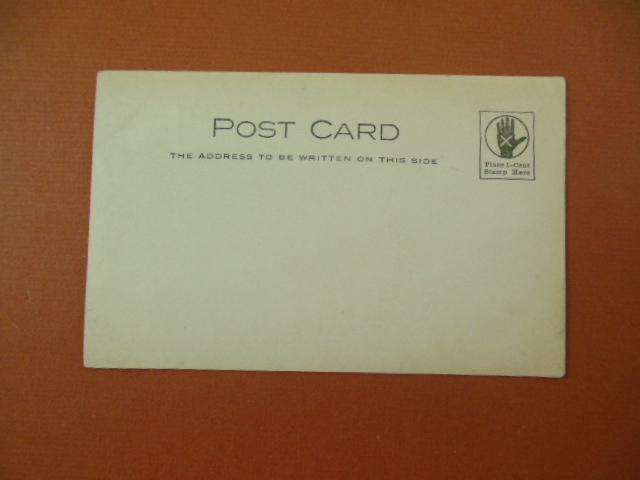 POST CARD
THE ADDRESS TO BE WRITTEN ON THIS SIDE
Place 1-Cent
Stamp Here